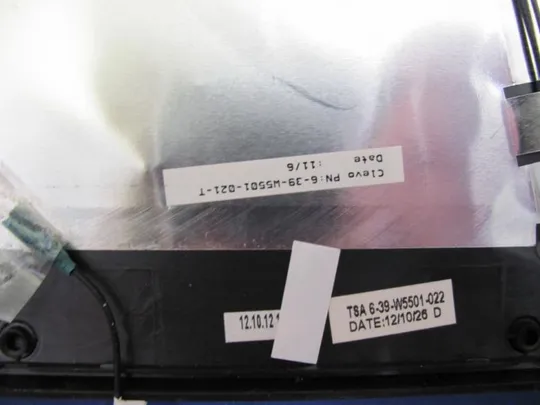 Clevo PN:6-39-W5501-021-T
Date :11/6
12.10.12
TSA 6-39-W5501-022
DATE:12/10/26 D